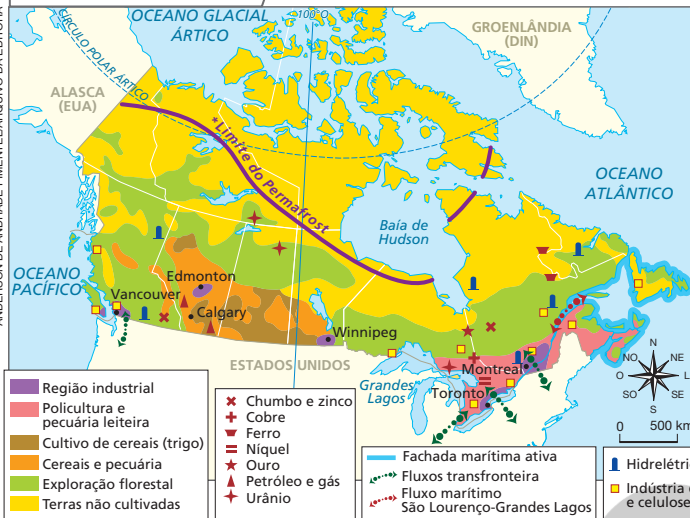 OCEANO GLACIAL
ÁRTICO
100°O
GROENLÂNDIA
(DIN)
CÍRCULO POLAR ÁRTICO
ALASCA
(EUA)
*Limite do Permafrost
OCEANO
ATLÂNTICO
Baía de
Hudson
OCEANO
PACÍFICO
Edmonton
Vancouver
Calgary
Winnipeg
ESTADOS UNIDOS
Grandes
Lagos
Montreal
Toronto
N
NO
NE
O
L
SO
SE
S
0 500 km
Região industrial
Policultura e
pecuária leiteira
Cultivo de cereais (trigo)
Cereais e pecuária
Exploração florestal
Terras não cultivadas
Chumbo e zinco
Cobre
Ferro
Níquel
Ouro
Petróleo e gás
Urânio
Fachada marítima ativa
Fluxos transfronteira
Fluxo marítimo
São Lourenço-Grandes Lagos
Hidrelétri
Indústria
e celulose